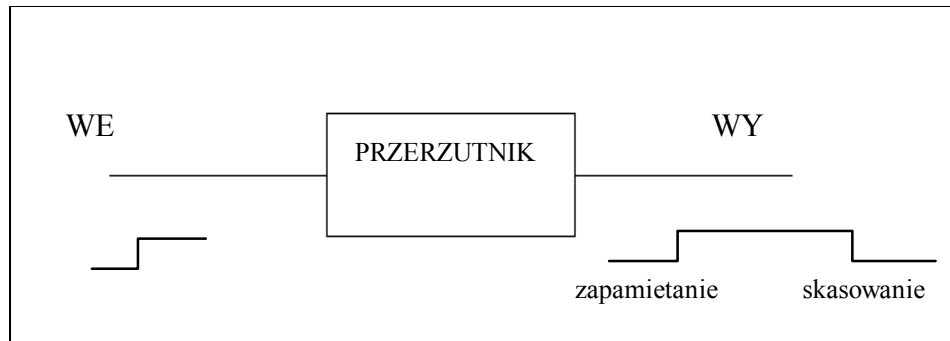 WE
PRZERZUTNIK
WY
zapamietanie
skasowanie